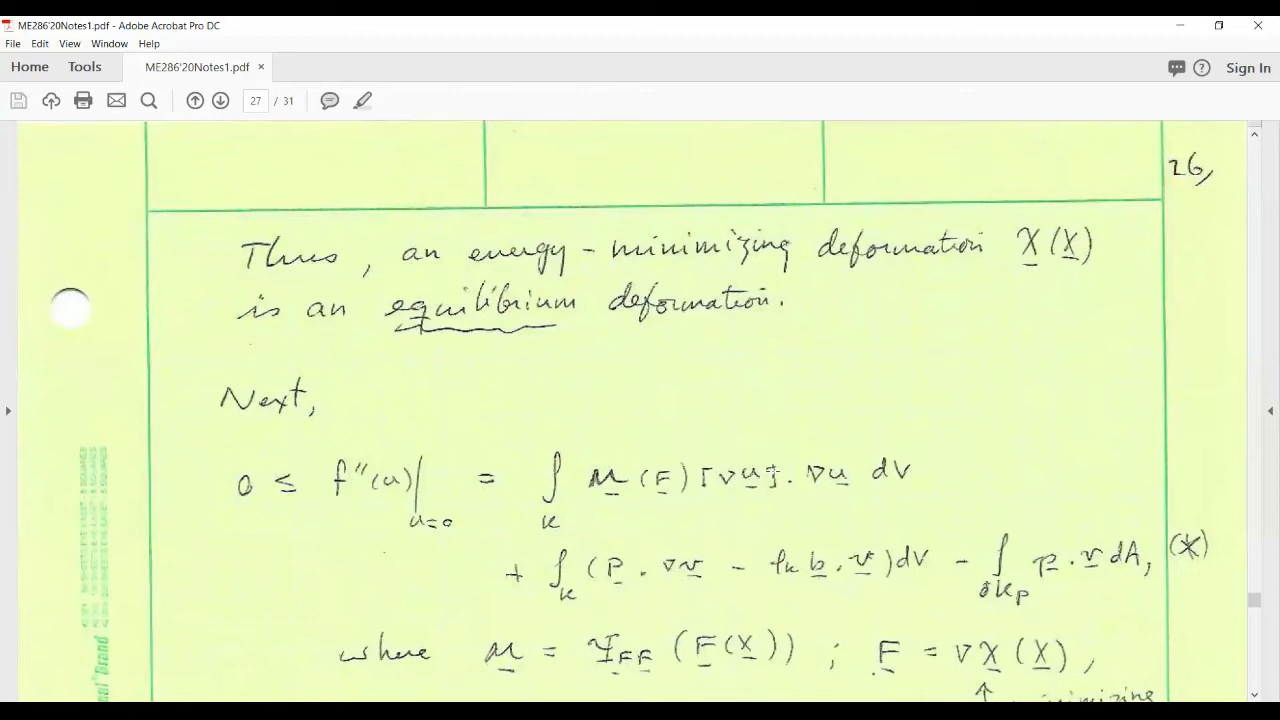 ME286'20Notes1.pdf - Adobe Acrobat Pro DC
File Edit View Window Help
Home Tools ME286'20Notes1.pdf × Sign In
27 / 31
26,
Thus, an energy-minimizing deformation χ(X)
is an equilibrium deformation.
Next,
0 ≤ f''(u)|u=0 = ∫κ M(F)[∇u]·∇u dV
+ ∫κ (P·∇v - ρκ b·v)dV - ∫∂κp p·v dA, (*)
where M = ΨFF (F(X)) ; F = ∇χ(X),
↑ minimizing